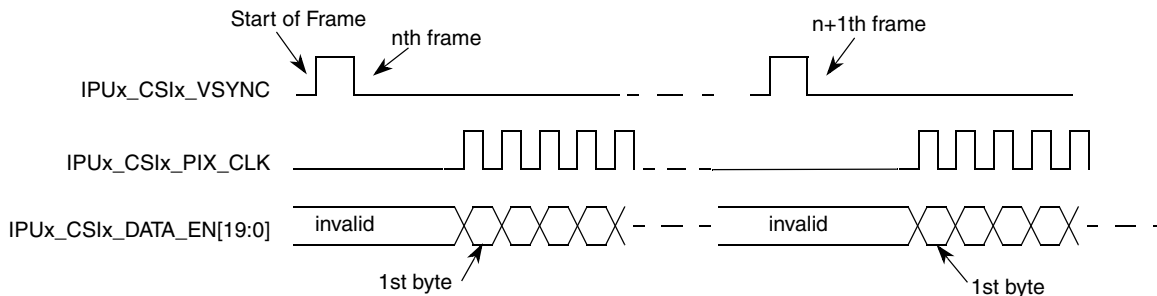 Start of Frame
nth frame
n+1th frame
IPUx_CSIx_VSYNC
IPUx_CSIx_PIX_CLK
IPUx_CSIx_DATA_EN[19:0]
invalid
invalid
1st byte
1st byte